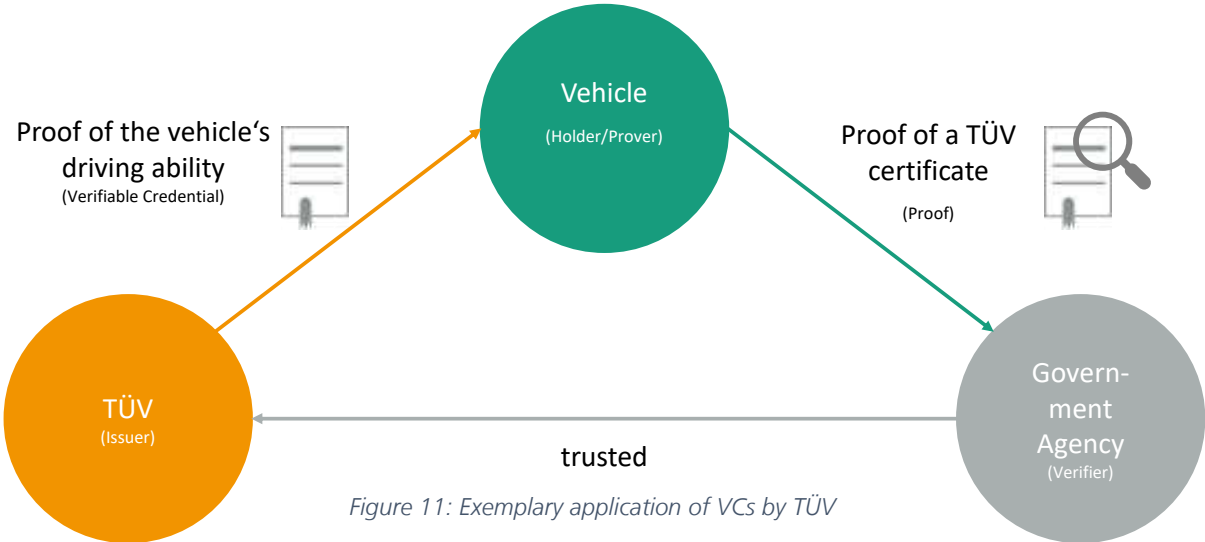 Vehicle
(Holder/Prover)
Proof of the vehicle‘s
driving ability
(Verifiable Credential)
Proof of a TÜV
certificate
(Proof)
TÜV
(Issuer)
Govern-
ment
Agency
(Verifier)
trusted
Figure 11: Exemplary application of VCs by TÜV